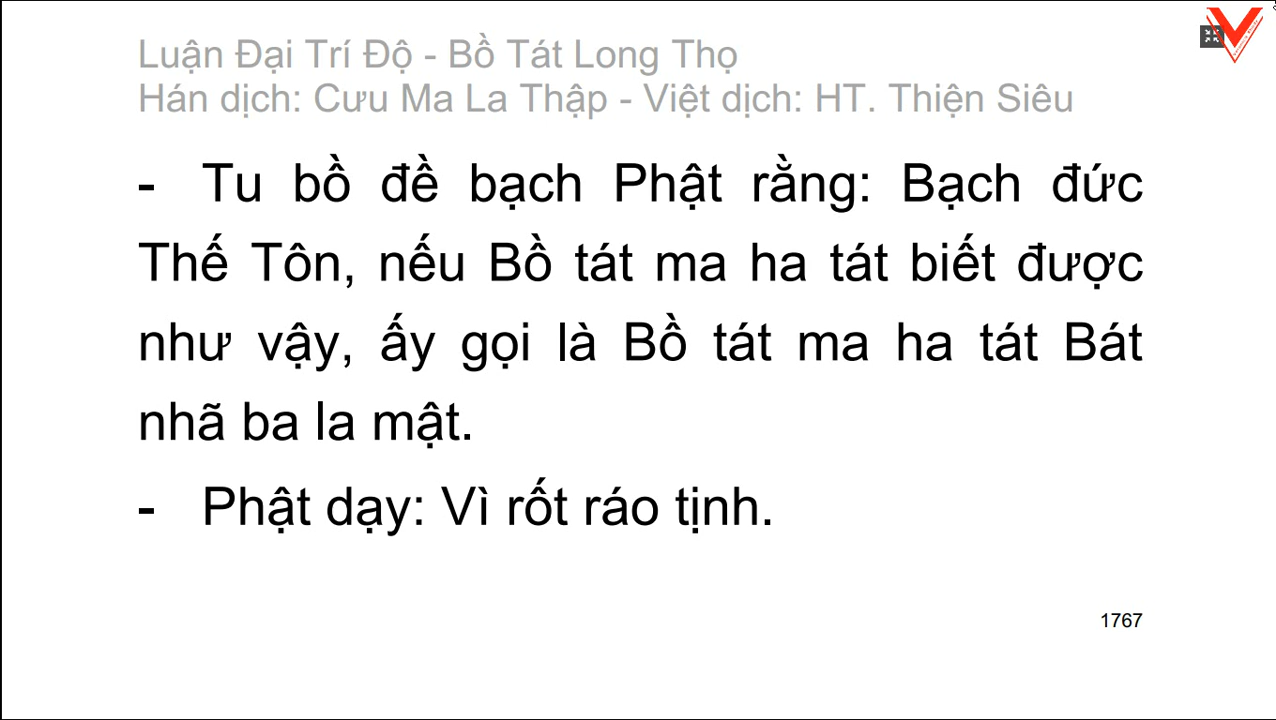 Luận Đại Trí Độ - Bồ Tát Long Thọ
Hán dịch: Cưu Ma La Thập - Việt dịch: HT. Thiện Siêu
- Tu bồ đề bạch Phật rằng: Bạch đức
Thế Tôn, nếu Bồ tát ma ha tát biết được
như vậy, ấy gọi là Bồ tát ma ha tát Bát
nhã ba la mật.
- Phật dạy: Vì rốt ráo tịnh.
1767